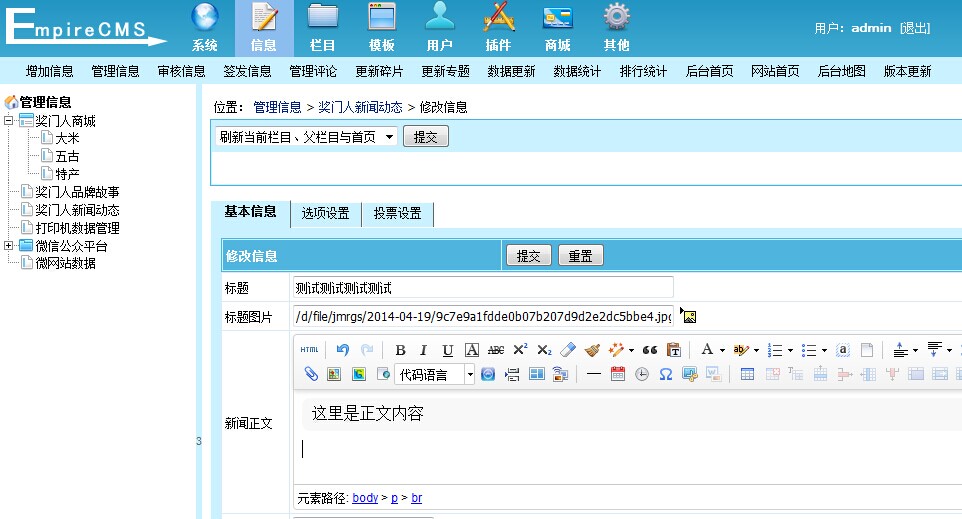 EmpireCMS
系统 信息 栏目 模板 用户 插件 商城 其他
用户：admin [退出]
增加信息 管理信息 审核信息 签发信息 管理评论 更新碎片 更新专题 数据更新 数据统计 排行统计 后台首页 网站首页 后台地图 版本更新
管理信息
奖门人商城
大米
五古
特产
奖门人品牌故事
奖门人新闻动态
打印机数据管理
微信公众平台
微网站数据
3
位置： 管理信息 > 奖门人新闻动态 > 修改信息
刷新当前栏目、父栏目与首页 提交
基本信息 选项设置 投票设置
修改信息 提交 重置
标题 测试测试测试测试
标题图片 /d/file/jmrgs/2014-04-19/9c7e9a1fdde0b07b207d9d2e2dc5bbe4.jpg
HTML B I U A ABC X² X₂ A ab a
代码语言 Ω
新闻正文 这里是正文内容
元素路径: body > p > br